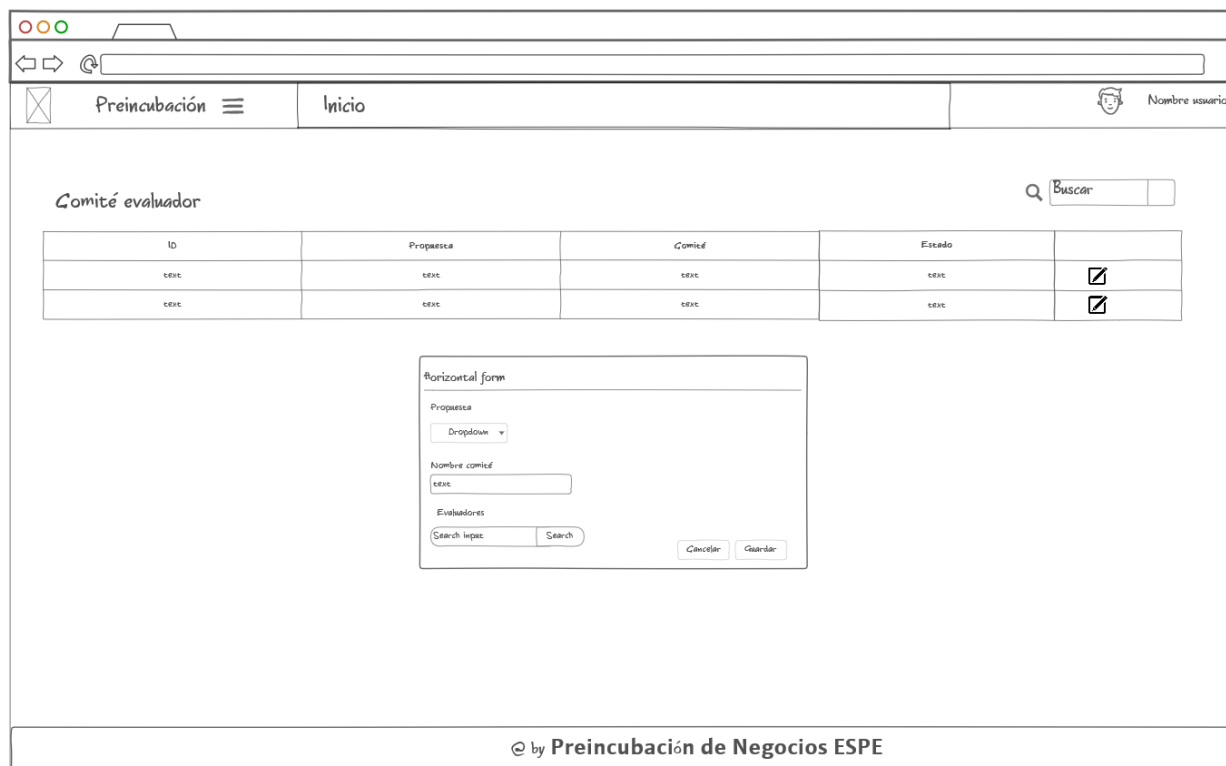 Preincubación Inicio Nombre usuario
Buscar
Comité evaluador
ID Propuesta Comité Estado
text text text text
text text text text
Horizontal form
Propuesta
Dropdown
Nombre comité
text
Evaluadores
Search input Search
Cancelar Guardar
@ by Preincubación de Negocios ESPE